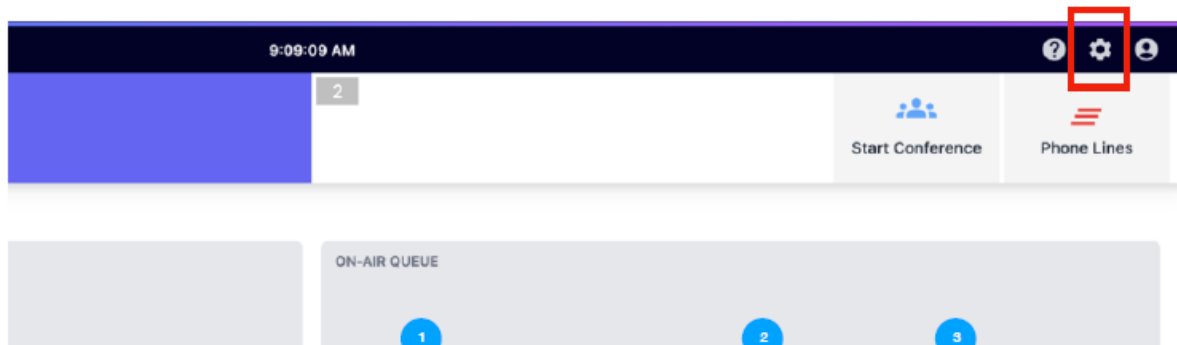 9:09:09 AM
2
Start Conference
Phone Lines
ON-AIR QUEUE
1
2
3